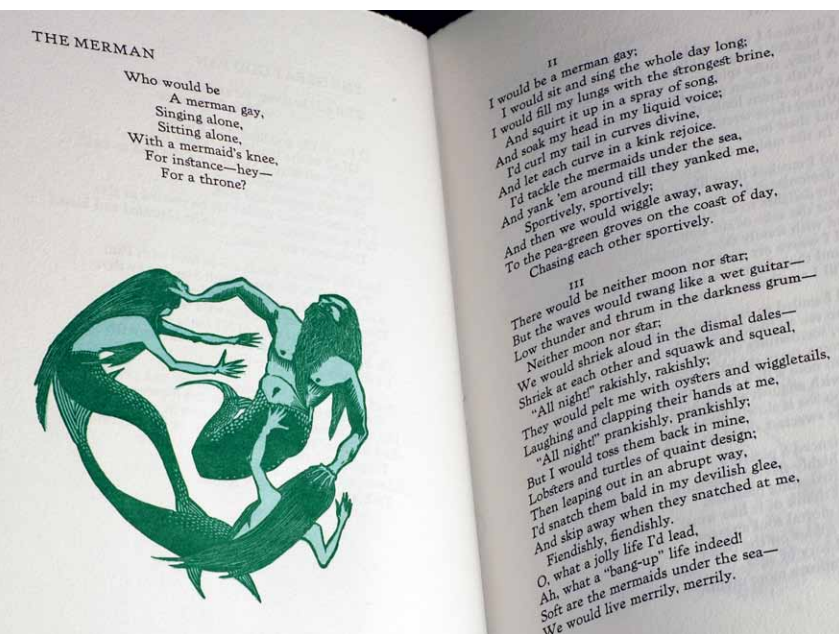 THE MERMAN
Who would be
A merman gay,
Singing alone,
Sitting alone,
With a mermaid's knee,
For instance—hey—
For a throne?
II
I would be a merman gay;
I would sit and sing the whole day long;
I would fill my lungs with the strongest brine,
And squirt it up in a spray of song,
And soak my head in my liquid voice;
I'd curl my tail in curves divine,
And let each curve in a kink rejoice.
I'd tackle the mermaids under the sea,
And yank 'em around till they yanked me,
Sportively, sportively;
And then we would wiggle away, away,
To the pea-green groves on the coast of day,
Chasing each other sportively.
III
There would be neither moon nor star;
But the waves would twang like a wet guitar—
Low thunder and thrum in the darkness grum—
Neither moon nor star;
We would shriek aloud in the dismal dales—
Shriek at each other and squawk and squeal,
"All night!" rakishly, rakishly;
They would pelt me with oysters and wiggletails,
Laughing and clapping their hands at me,
"All night!" prankishly, prankishly;
But I would toss them back in mine,
Lobsters and turtles of quaint design;
Then leaping out in an abrupt way,
I'd snatch them bald in my devilish glee,
And skip away when they snatched at me,
Fiendishly, fiendishly.
O, what a jolly life I'd lead,
Ah, what a "bang-up" life indeed!
Soft are the mermaids under the sea—
We would live merrily, merrily.